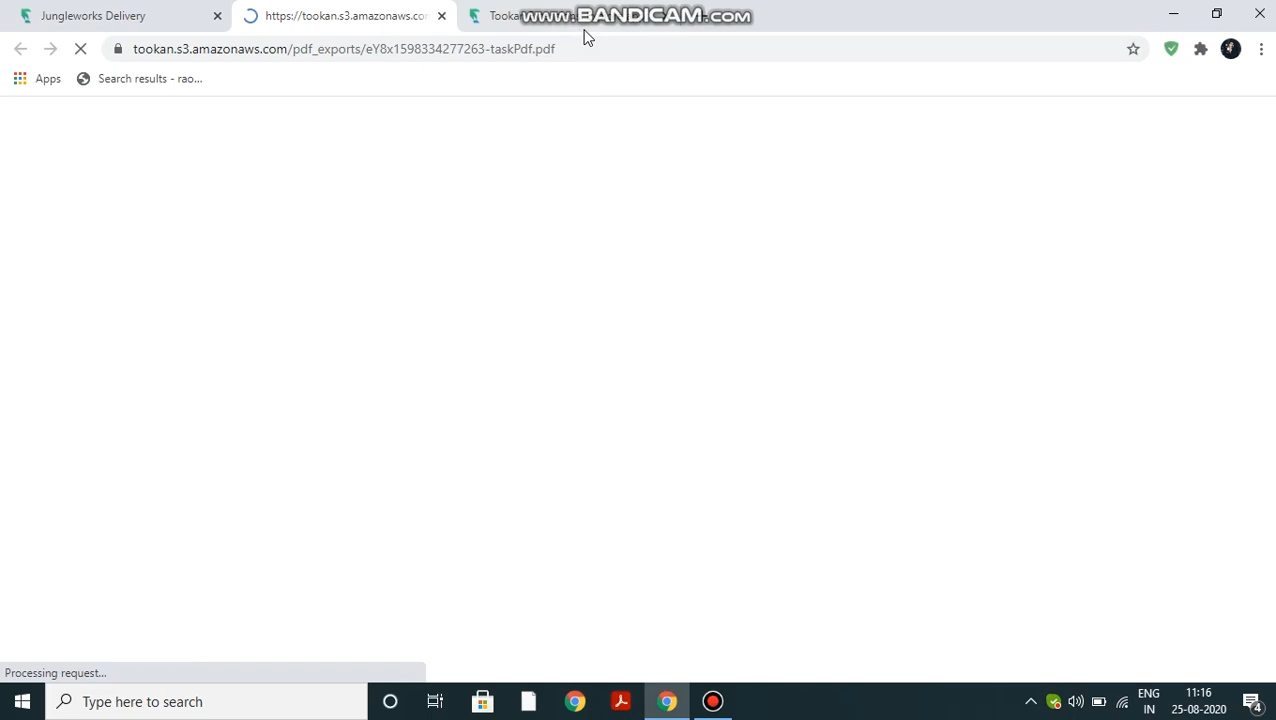 Jungleworks Delivery
https://tookan.s3.amazonaws.co
Tooka
www.BANDICAM.com
tookan.s3.amazonaws.com/pdf_exports/eY8x1598334277263-taskPdf.pdf
Apps
Search results - rao...
Processing request...
Type here to search
ENG
IN
11:16
25-08-2020
4